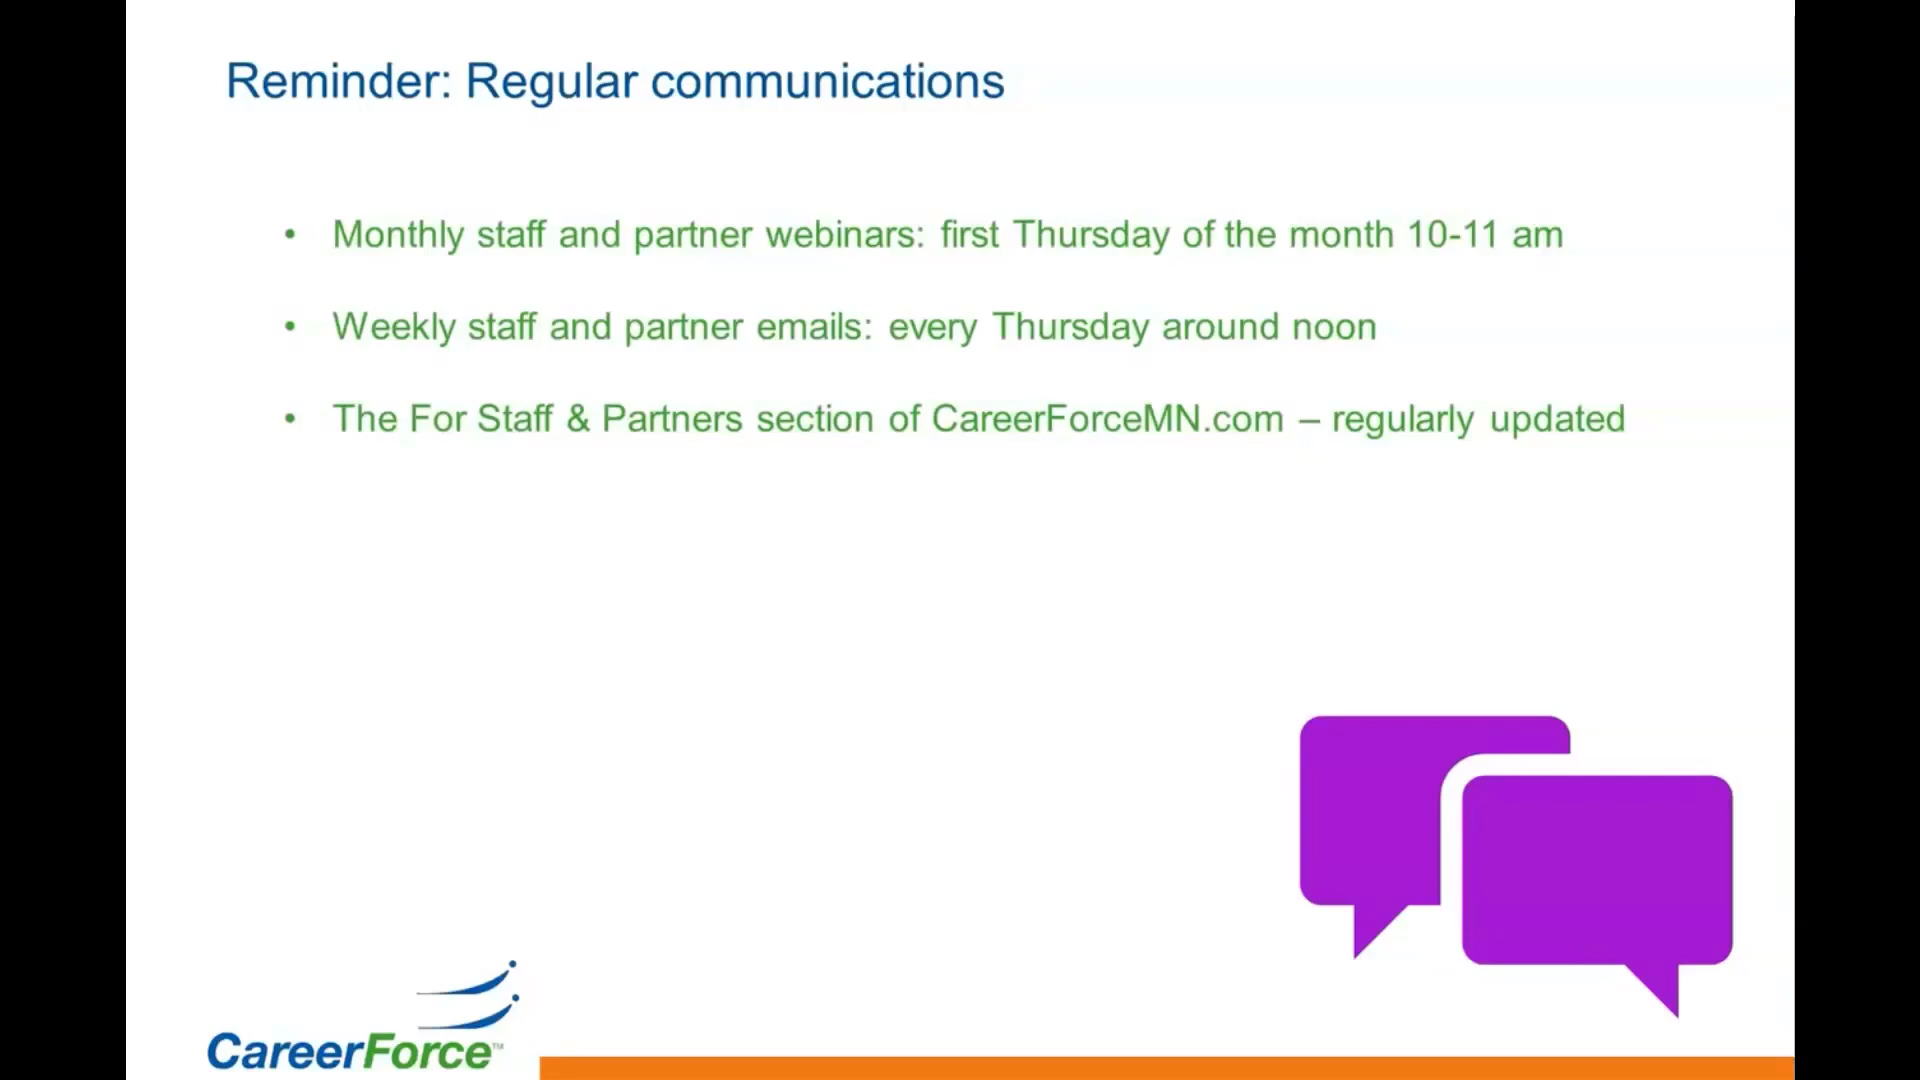 Reminder: Regular communications
• Monthly staff and partner webinars: first Thursday of the month 10-11 am
• Weekly staff and partner emails: every Thursday around noon
• The For Staff & Partners section of CareerForceMN.com – regularly updated
CareerForce™